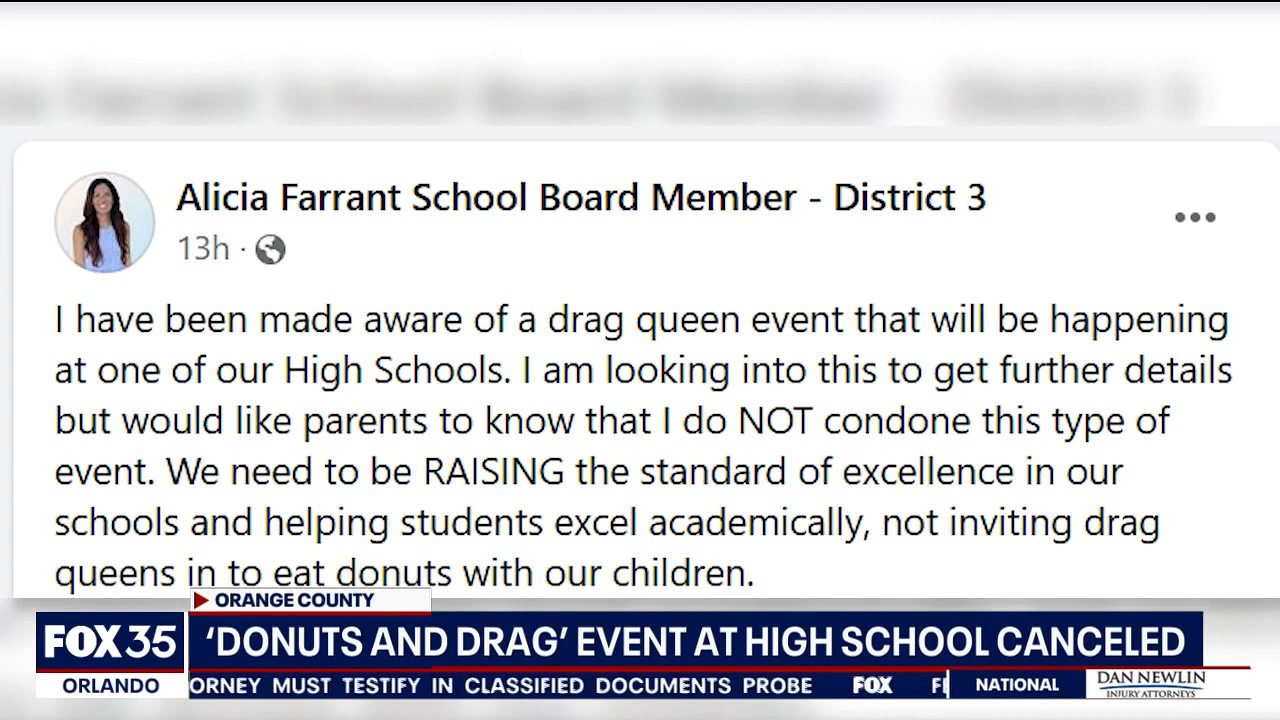 Alicia Farrant School Board Member - District 3
13h ·
I have been made aware of a drag queen event that will be happening
at one of our High Schools. I am looking into this to get further details
but would like parents to know that I do NOT condone this type of
event. We need to be RAISING the standard of excellence in our
schools and helping students excel academically, not inviting drag
queens in to eat donuts with our children.
ORANGE COUNTY
FOX 35
'DONUTS AND DRAG' EVENT AT HIGH SCHOOL CANCELED
ORLANDO
ORNEY MUST TESTIFY IN CLASSIFIED DOCUMENTS PROBE FOX
NATIONAL
DAN NEWLIN
INJURY ATTORNEYS